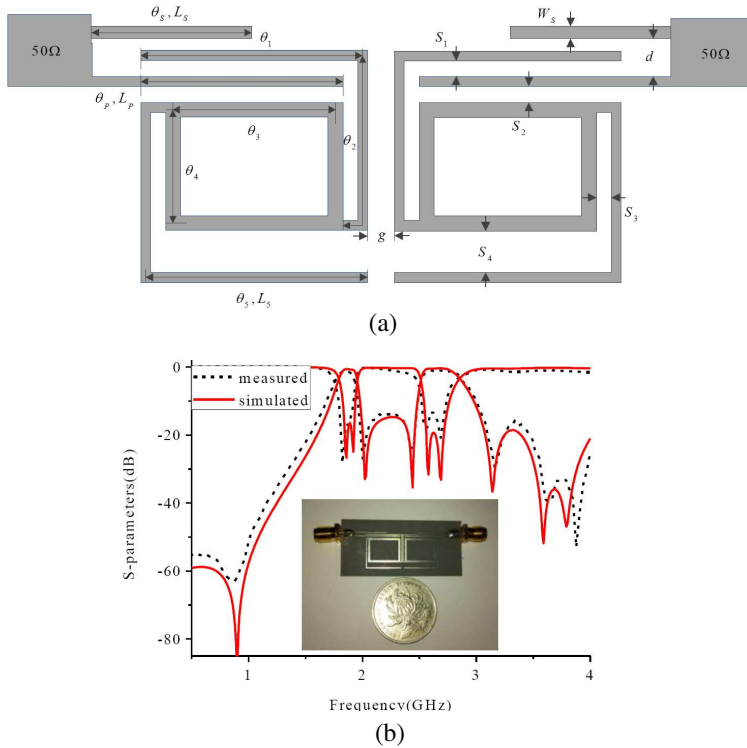 θS, LS
WS
θ1
S1
50Ω
d
50Ω
θp, Lp
θ3
θ2
S2
θ4
S3
g
S4
θ5, L5
(a)
0
measured
simulated
-20
-40
-60
-80
S-parameters(dB)
1
2
3
4
Frequency(GHz)
(b)